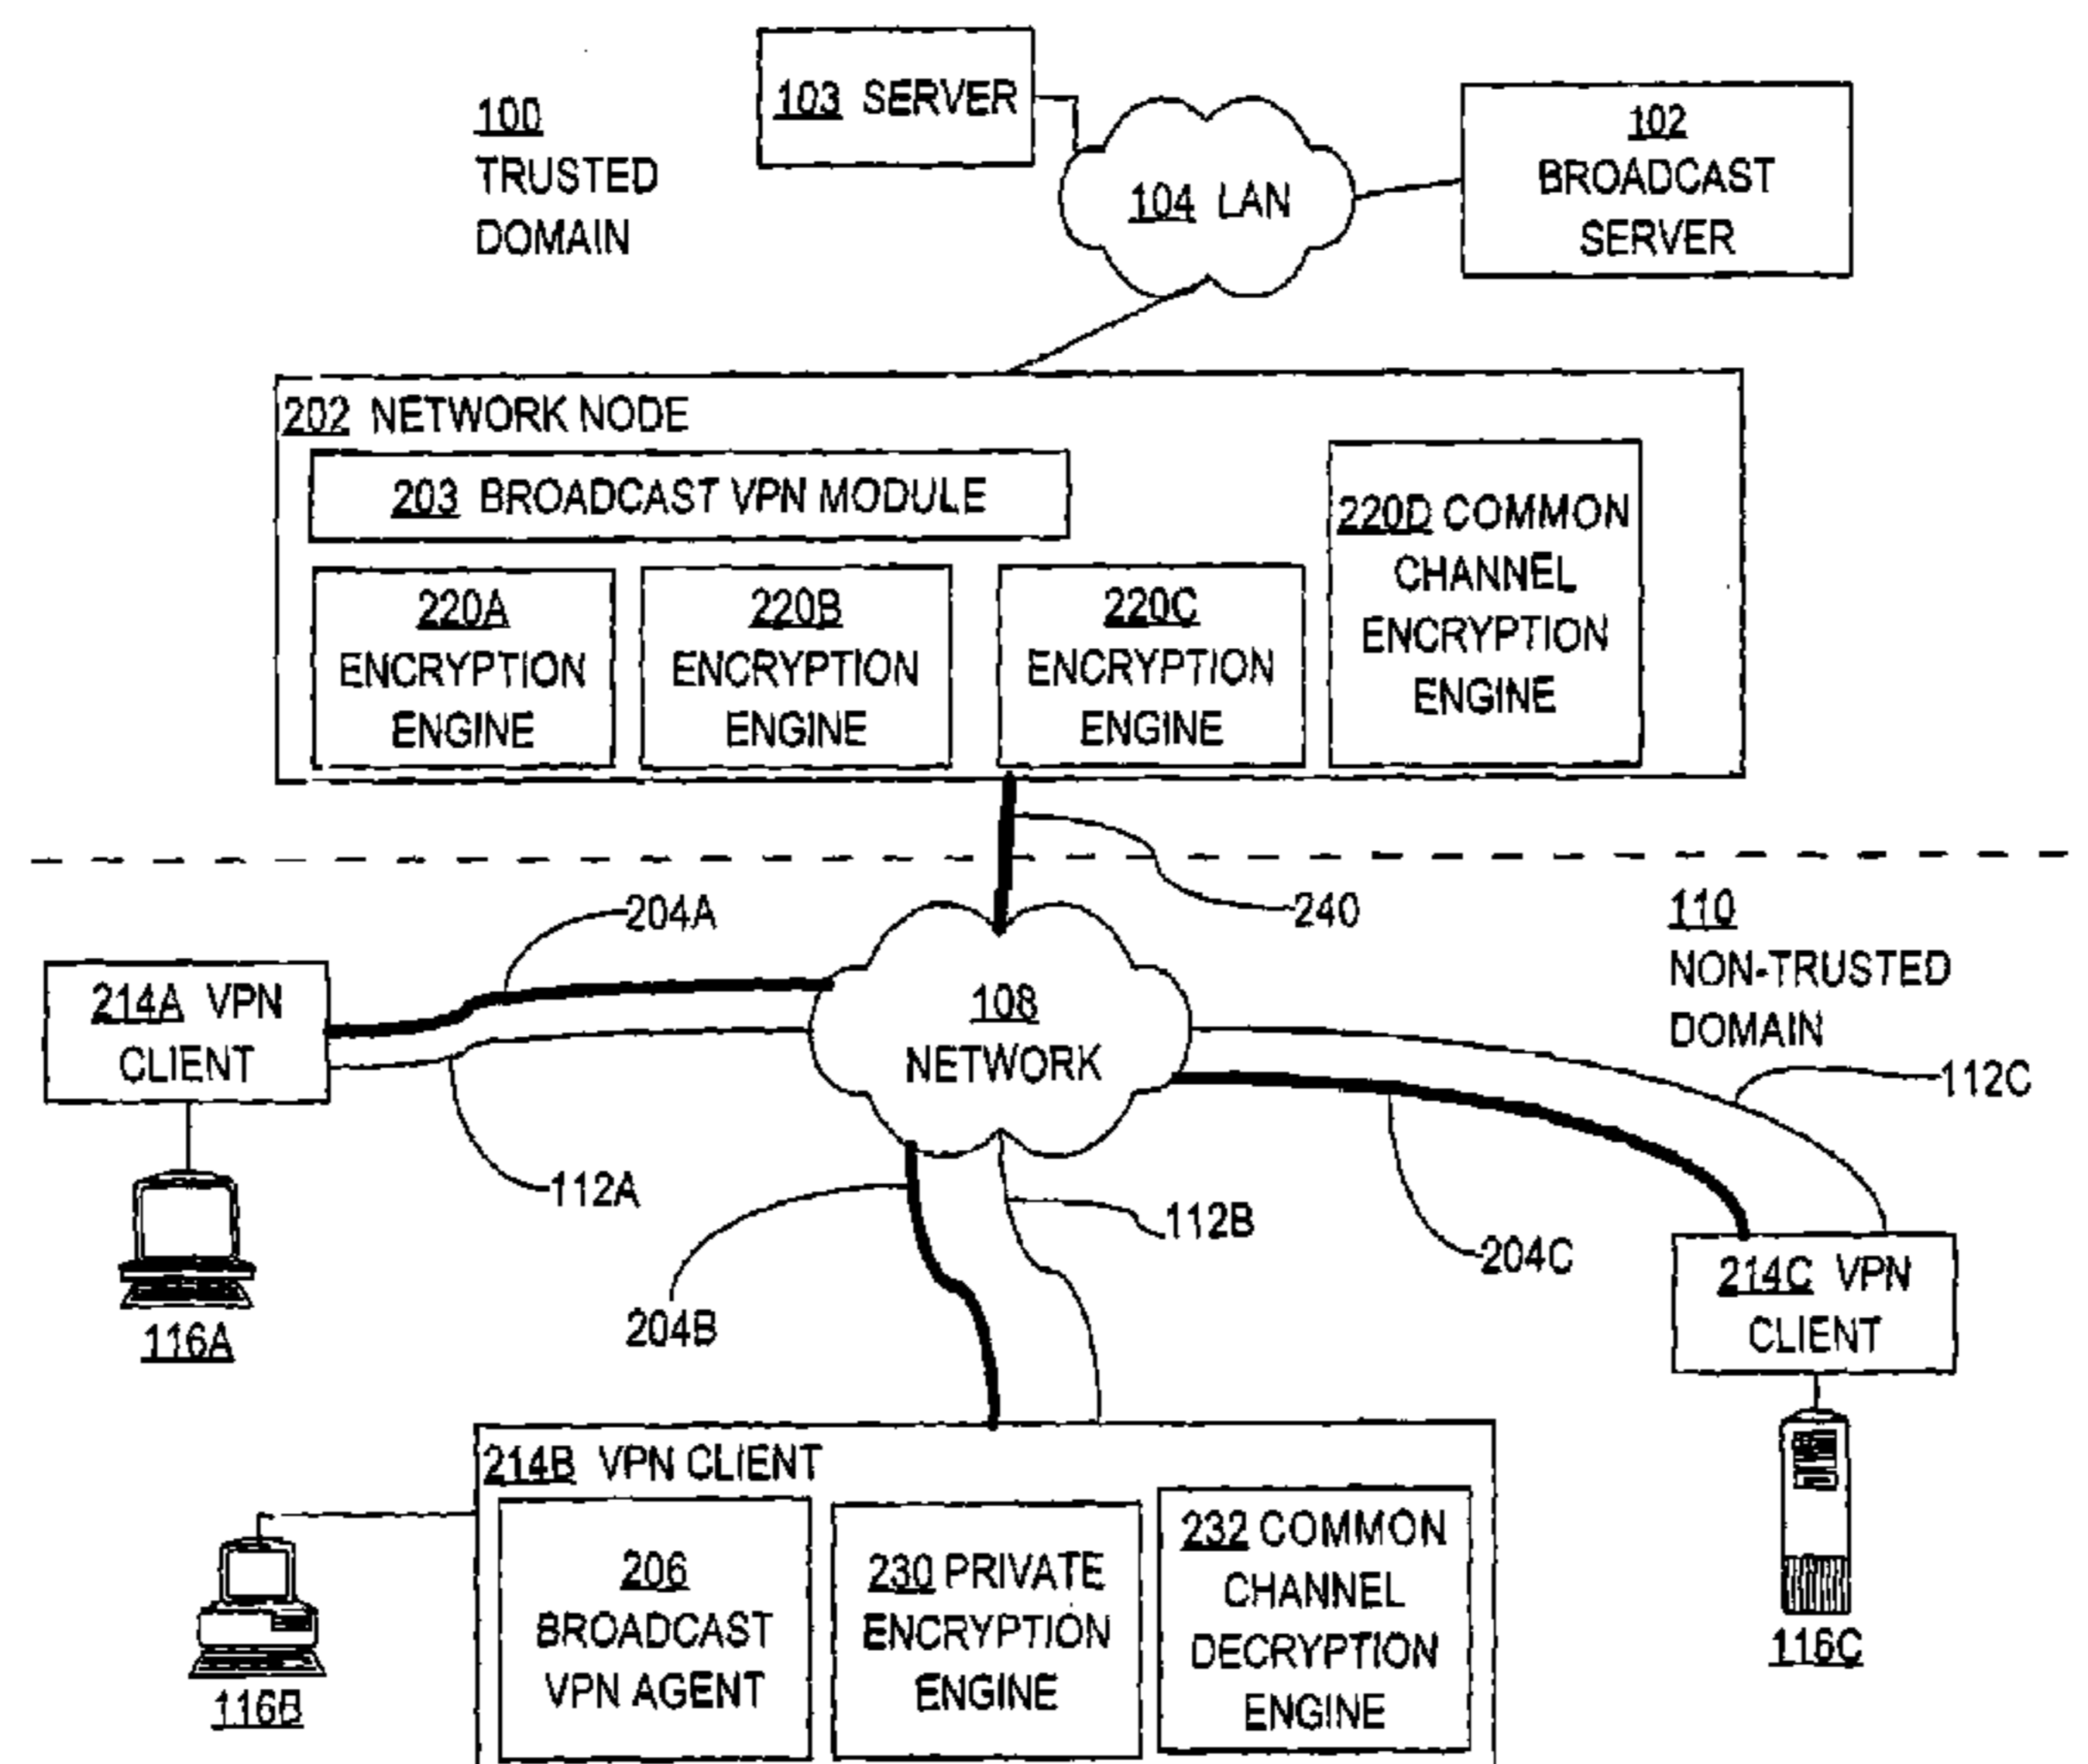 103 SERVER
100
TRUSTED
DOMAIN
104 LAN
102
BROADCAST
SERVER
202 NETWORK NODE
203 BROADCAST VPN MODULE
220A
ENCRYPTION
ENGINE
220B
ENCRYPTION
ENGINE
220C
ENCRYPTION
ENGINE
220D COMMON
CHANNEL
ENCRYPTION
ENGINE
240
204A
110
NON-TRUSTED
DOMAIN
214A VPN
CLIENT
108
NETWORK
112C
112A
112B
204C
204B
116A
214C VPN
CLIENT
214B VPN CLIENT
206
BROADCAST
VPN AGENT
230 PRIVATE
ENCRYPTION
ENGINE
232 COMMON
CHANNEL
DECRYPTION
ENGINE
116B
116C